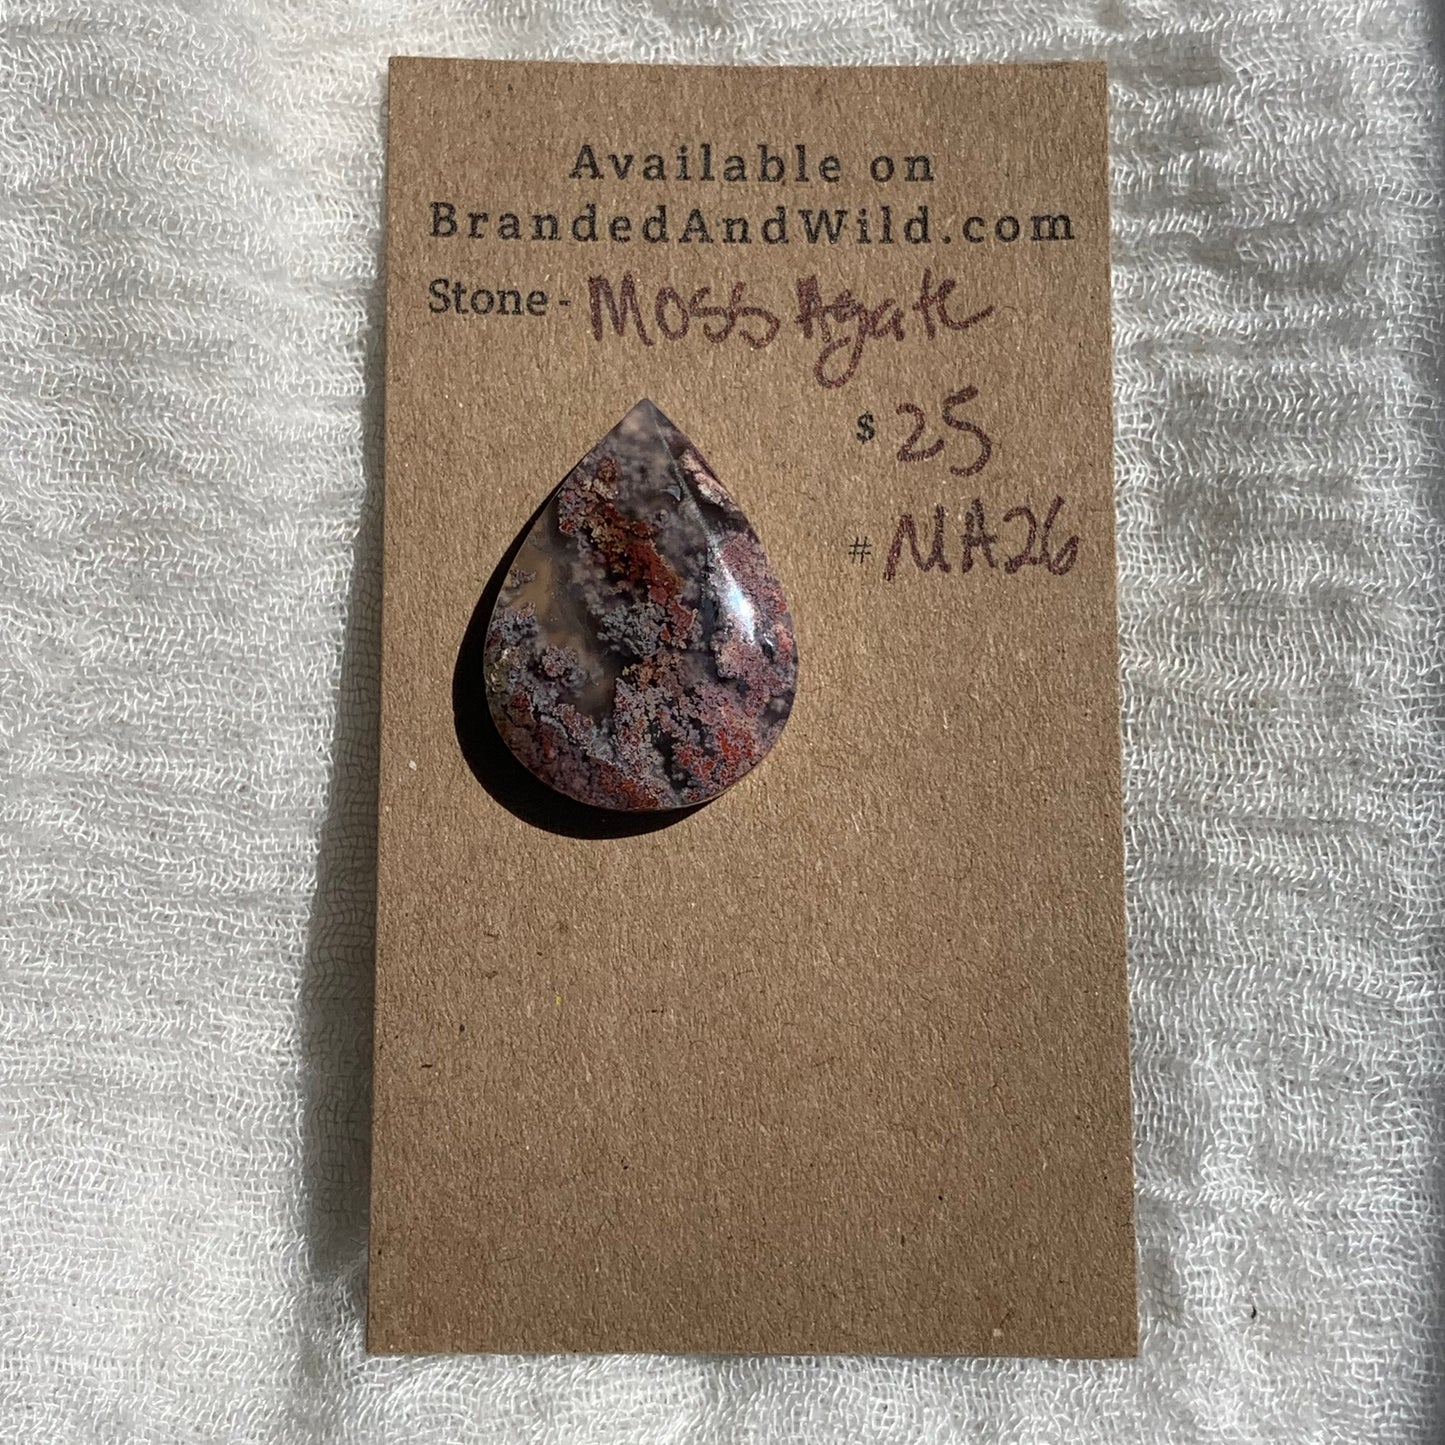 Available on
BrandedAndWild.com
Stone - Moss Agate
$ 25
# MA26